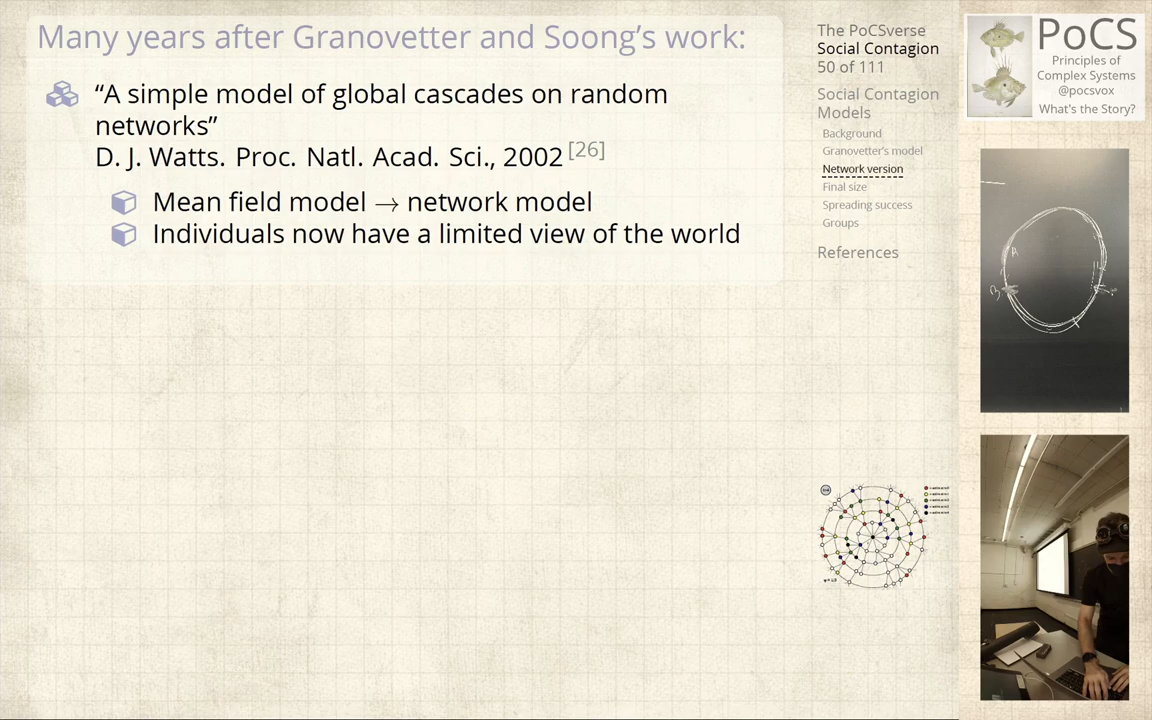 Many years after Granovetter and Soong's work:
“A simple model of global cascades on random
networks”
D. J. Watts. Proc. Natl. Acad. Sci., 2002 [26]
Mean field model → network model
Individuals now have a limited view of the world
The PoCSverse
Social Contagion
50 of 111
Social Contagion
Models
Background
Granovetter's model
Network version
Final size
Spreading success
Groups
References
PoCS
Principles of
Complex Systems
@pocsvox
What's the Story?